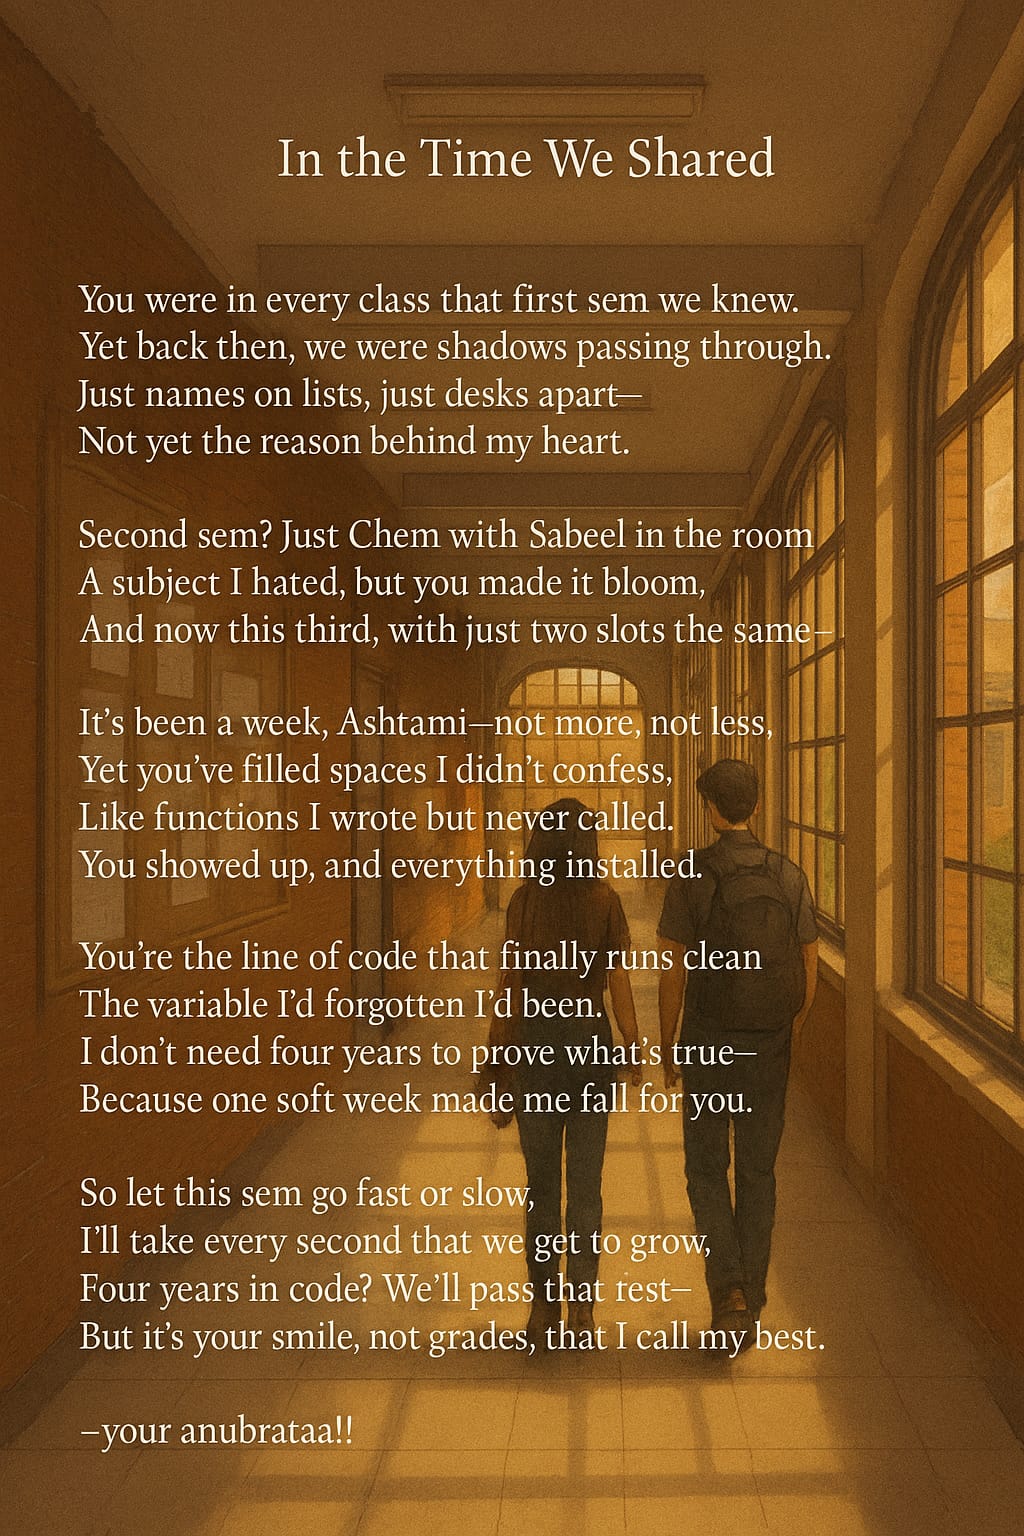 In the Time We Shared
You were in every class that first sem we knew.
Yet back then, we were shadows passing through.
Just names on lists, just desks apart—
Not yet the reason behind my heart.
Second sem? Just Chem with Sabeel in the room
A subject I hated, but you made it bloom,
And now this third, with just two slots the same–
It's been a week, Ashtami—not more, not less,
Yet you've filled spaces I didn't confess,
Like functions I wrote but never called.
You showed up, and everything installed.
You're the line of code that finally runs clean
The variable I'd forgotten I'd been.
I don't need four years to prove what.'s true—
Because one soft week made me fall for you.
So let this sem go fast or slow,
I'll take every second that we get to grow,
Four years in code? We'll pass that rest—
But it's your smile, not grades, that I call my best.
–your anubrataa!!